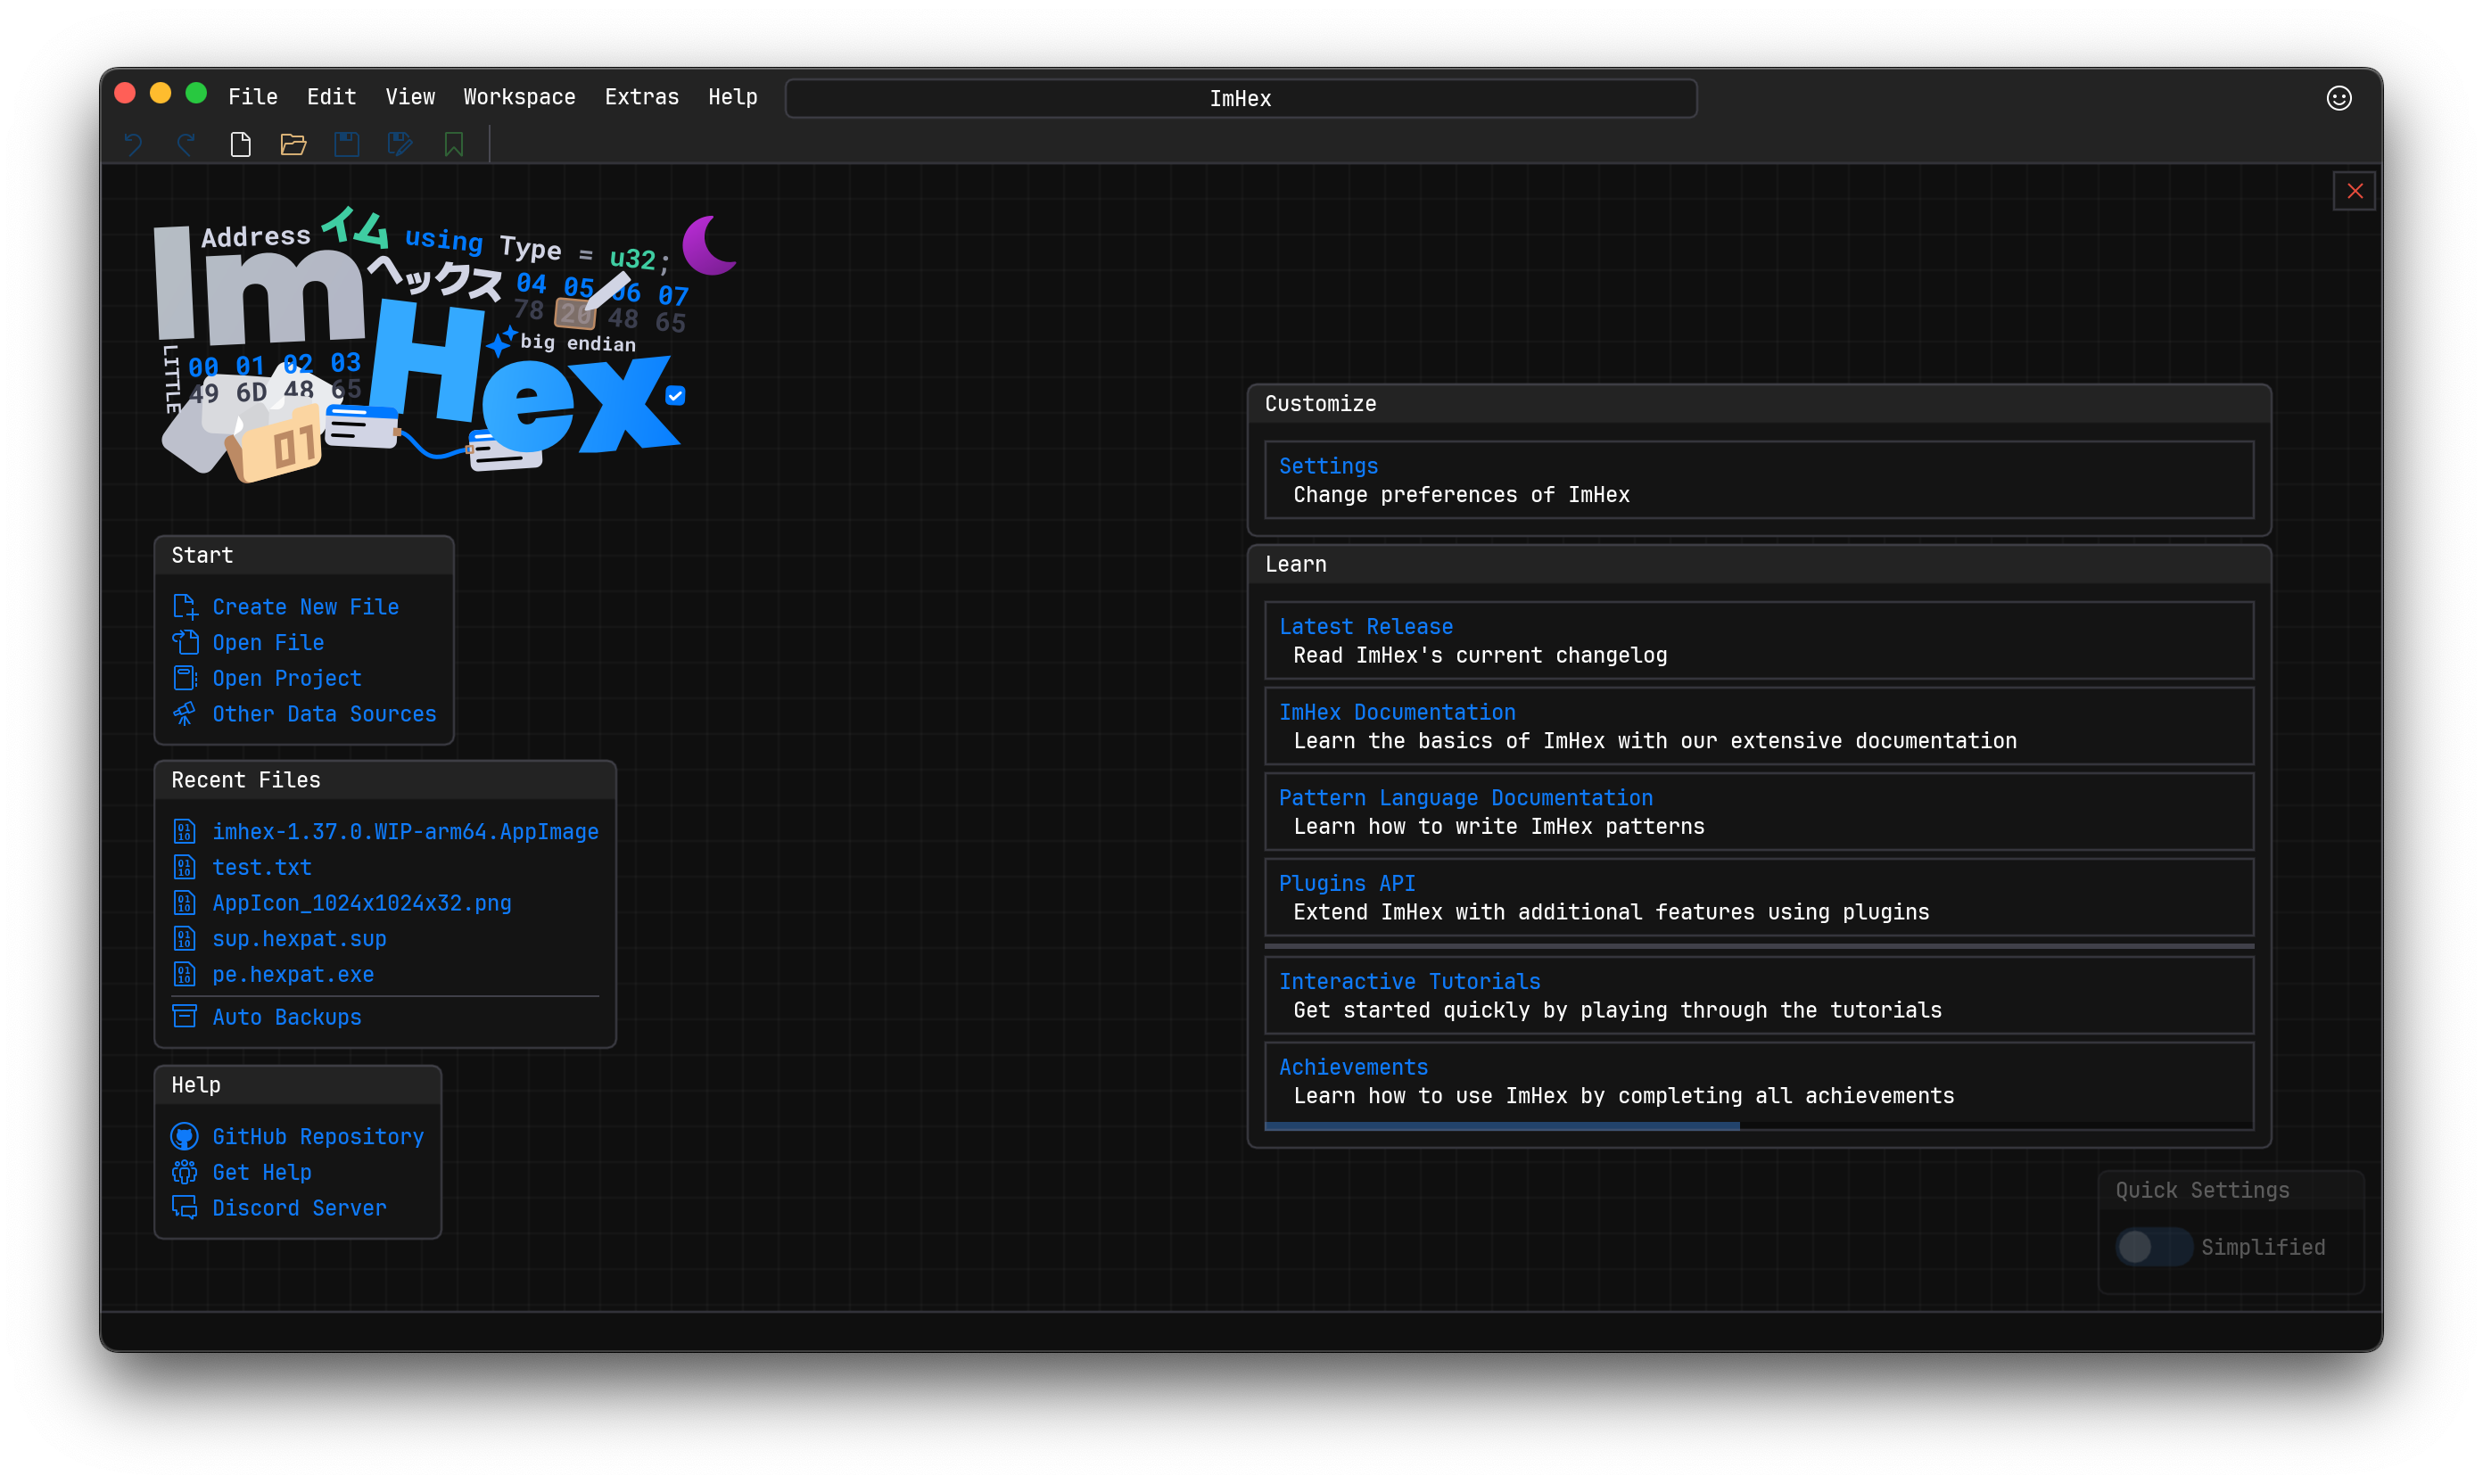 File Edit View Workspace Extras Help
ImHex
Address イム using Type = u32;
Im ヘックス 04 05 06 07
78 20 48 65
big endian
Hex
LITTLE
00 01 02 03
49 6D 48 65
01
Start
Create New File
Open File
Open Project
Other Data Sources
Recent Files
imhex-1.37.0.WIP-arm64.AppImage
test.txt
AppIcon_1024x1024x32.png
sup.hexpat.sup
pe.hexpat.exe
Auto Backups
Help
GitHub Repository
Get Help
Discord Server
Customize
Settings
Change preferences of ImHex
Learn
Latest Release
Read ImHex's current changelog
ImHex Documentation
Learn the basics of ImHex with our extensive documentation
Pattern Language Documentation
Learn how to write ImHex patterns
Plugins API
Extend ImHex with additional features using plugins
Interactive Tutorials
Get started quickly by playing through the tutorials
Achievements
Learn how to use ImHex by completing all achievements
Quick Settings
Simplified